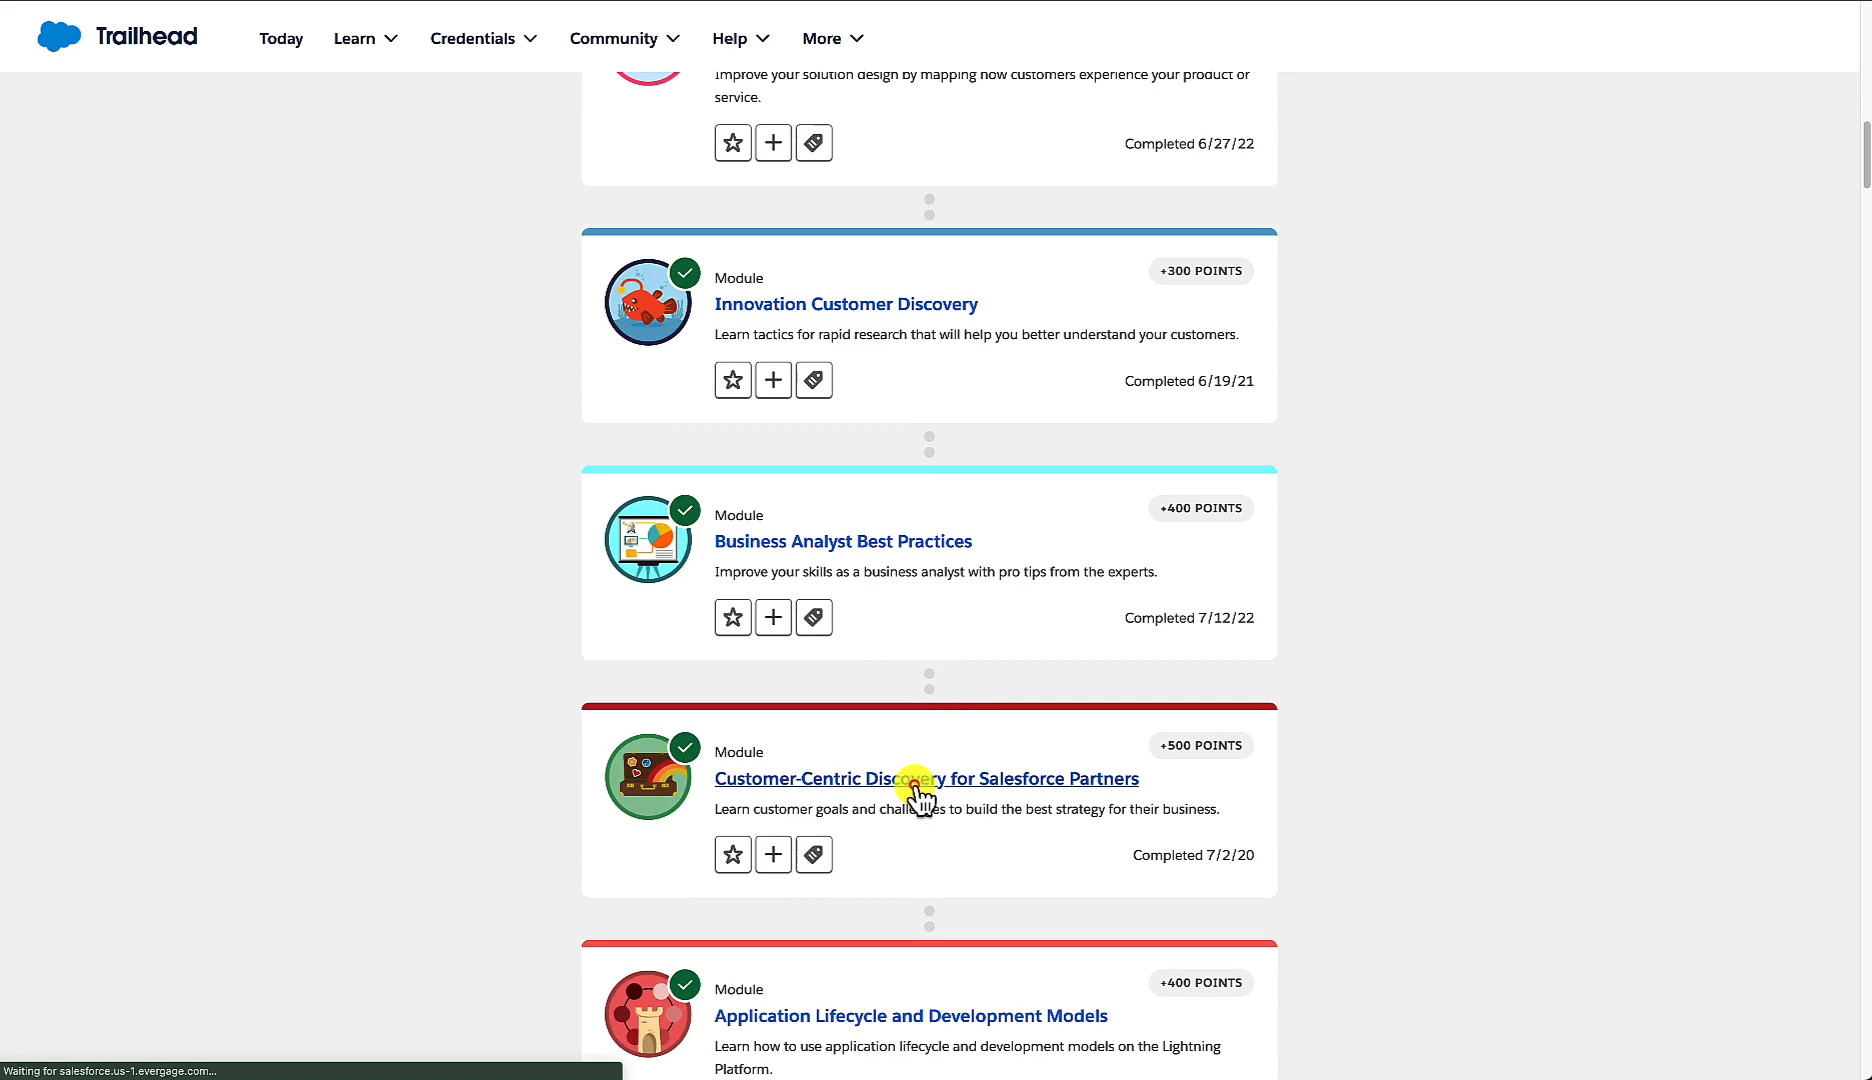 Trailhead
Today Learn Credentials Community Help More
Improve your solution design by mapping how customers experience your product or
service.
Completed 6/27/22
+300 POINTS
Module
Innovation Customer Discovery
Learn tactics for rapid research that will help you better understand your customers.
Completed 6/19/21
+400 POINTS
Module
Business Analyst Best Practices
Improve your skills as a business analyst with pro tips from the experts.
Completed 7/12/22
+500 POINTS
Module
Customer-Centric Discovery for Salesforce Partners
Learn customer goals and challenges to build the best strategy for their business.
Completed 7/2/20
+400 POINTS
Module
Application Lifecycle and Development Models
Learn how to use application lifecycle and development models on the Lightning
Platform.
Waiting for salesforce.us-1.evergage.com...